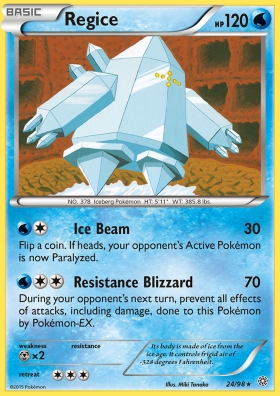 BASIC
Regice
HP120
NO. 378 Iceberg Pokémon HT: 5'11" WT: 385.8 lbs.
Ice Beam 30
Flip a coin. If heads, your opponent's Active Pokémon
is now Paralyzed.
Resistance Blizzard 70
During your opponent's next turn, prevent all effects
of attacks, including damage, done to this Pokémon
by Pokémon-EX.
weakness resistance
×2
retreat
Its body is made of ice from the
ice age. It controls frigid air of
-328 degrees Fahrenheit.
Illus. Miki Tanaka
24/98 ★
©2015 Pokémon